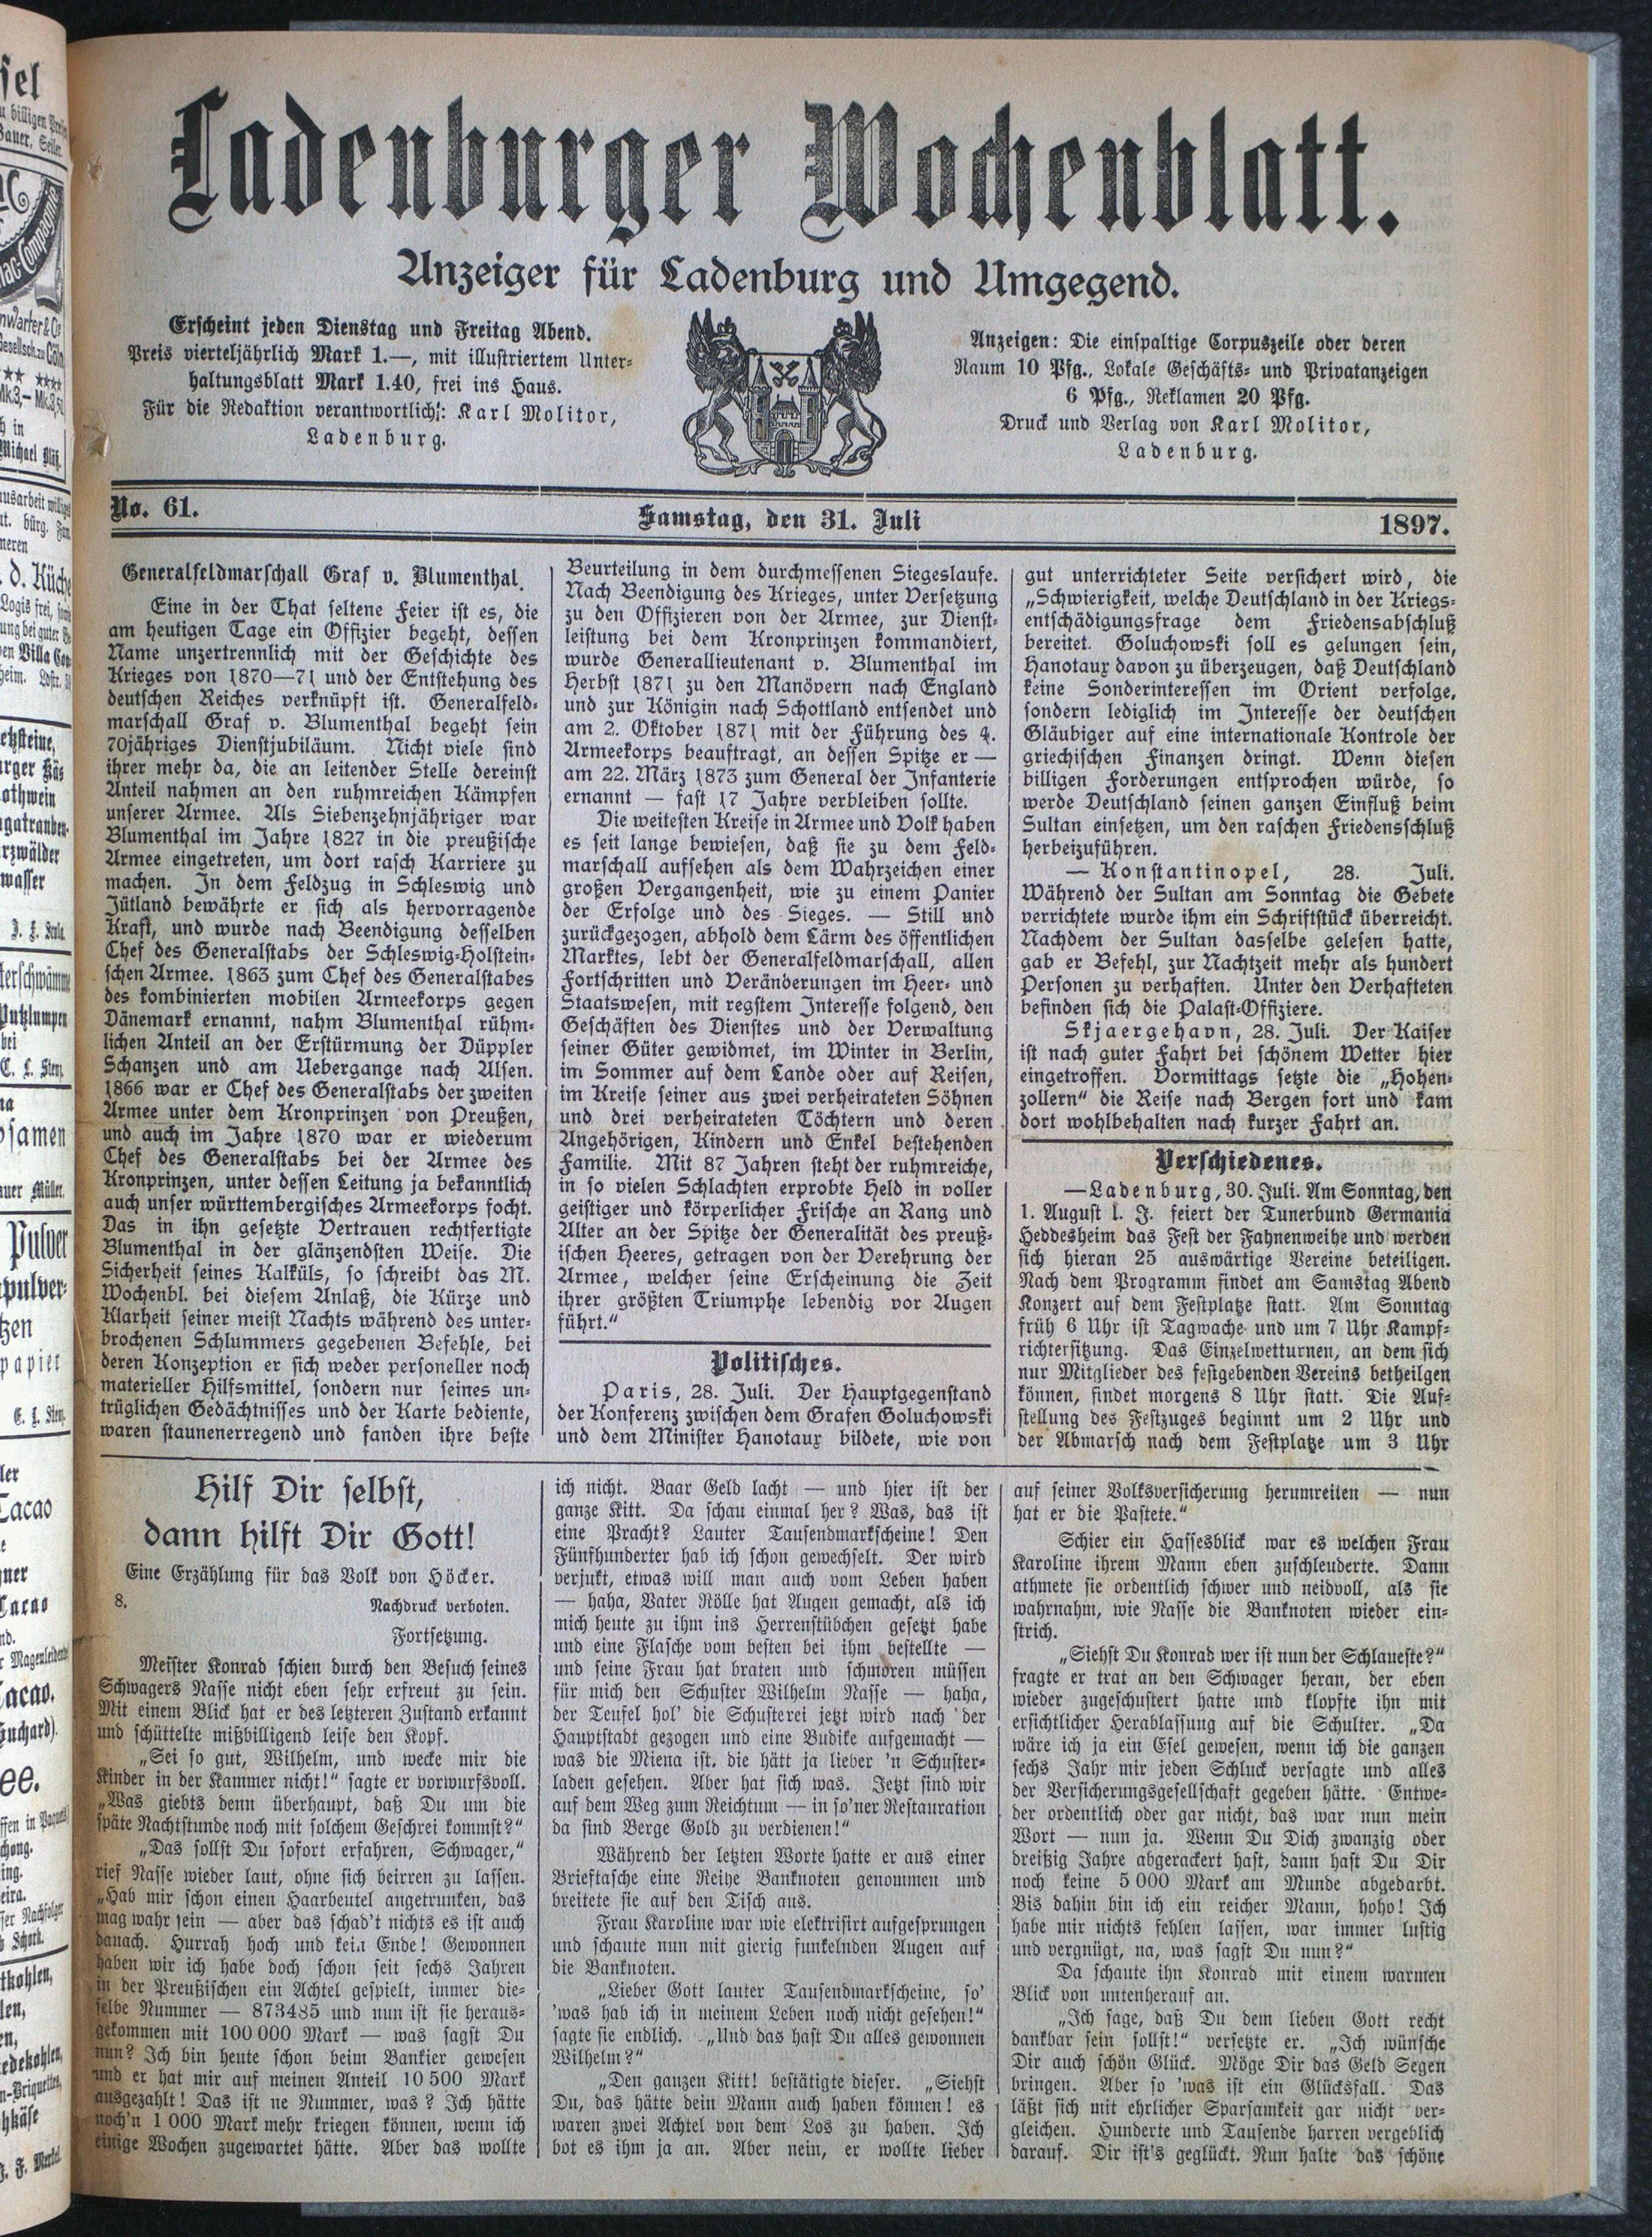 Ladenburger Wochenblatt.
Anzeiger für Ladenburg und Umgegend.
Erscheint jeden Dienstag und Freitag Abend.
Preis vierteljährlich Mark 1.—, mit illustriertem Unter-
haltungsblatt Mark 1.40, frei ins Haus.
Für die Redaktion verantwortlich: Karl Molitor,
Ladenburg.
Anzeigen: Die einspaltige Corpuszeile oder deren
Raum 10 Pfg., Lokale Geschäfts- und Privatanzeigen
6 Pfg., Reklamen 20 Pfg.
Druck und Verlag von Karl Molitor,
Ladenburg.
No. 61.
Samstag, den 31. Juli
1897.
Generalfeldmarschall Graf v. Blumenthal.
Eine in der That seltene Feier ist es, die
am heutigen Tage ein Offizier begeht, dessen
Name unzertrennlich mit der Geschichte des
Krieges von 1870—71 und der Entstehung des
deutschen Reiches verknüpft ist. Generalfeld-
marschall Graf v. Blumenthal begeht sein
70jähriges Dienstjubiläum. Nicht viele sind
ihrer mehr da, die an leitender Stelle dereinst
Anteil nahmen an den ruhmreichen Kämpfen
unserer Armee. Als Siebenzehnjähriger war
Blumenthal im Jahre 1827 in die preußische
Armee eingetreten, um dort rasch Karriere zu
machen. In dem Feldzug in Schleswig und
Jütland bewährte er sich als hervorragende
Kraft, und wurde nach Beendigung desselben
Chef des Generalstabs der Schleswig-Holstein-
schen Armee. 1863 zum Chef des Generalstabes
des kombinierten mobilen Armeekorps gegen
Dänemark ernannt, nahm Blumenthal rühm-
lichen Anteil an der Erstürmung der Düppler
Schanzen und am Uebergange nach Alsen.
1866 war er Chef des Generalstabs der zweiten
Armee unter dem Kronprinzen von Preußen,
und auch im Jahre 1870 war er wiederum
Chef des Generalstabs bei der Armee des
Kronprinzen, unter dessen Leitung ja bekanntlich
auch unser württembergisches Armeekorps focht.
Das in ihn gesetzte Vertrauen rechtfertigte
Blumenthal in der glänzendsten Weise. Die
Sicherheit seines Kalküls, so schreibt das M.
Wochenbl. bei diesem Anlaß, die Kürze und
Klarheit seiner meist Nachts während des unter-
brochenen Schlummers gegebenen Befehle, bei
deren Konzeption er sich weder personeller noch
materieller Hilfsmittel, sondern nur seines un-
trüglichen Gedächtnisses und der Karte bediente,
waren staunenerregend und fanden ihre beste
Beurteilung in dem durchmessenen Siegeslaufe.
Nach Beendigung des Krieges, unter Versetzung
zu den Offizieren von der Armee, zur Dienst-
leistung bei dem Kronprinzen kommandiert,
wurde Generallieutenant v. Blumenthal im
Herbst 1871 zu den Manövern nach England
und zur Königin nach Schottland entsendet und
am 2. Oktober 1871 mit der Führung des 4.
Armeekorps beauftragt, an dessen Spitze er —
am 22. März 1873 zum General der Infanterie
ernannt — fast 17 Jahre verbleiben sollte.
Die weitesten Kreise in Armee und Volk haben
es seit lange bewiesen, daß sie zu dem Feld-
marschall aufsehen als dem Wahrzeichen einer
großen Vergangenheit, wie zu einem Panier
der Erfolge und des Sieges. — Still und
zurückgezogen, abhold dem Lärm des öffentlichen
Marktes, lebt der Generalfeldmarschall, allen
Fortschritten und Veränderungen im Heer- und
Staatswesen, mit regstem Interesse folgend, den
Geschäften des Dienstes und der Verwaltung
seiner Güter gewidmet, im Winter in Berlin,
im Sommer auf dem Lande oder auf Reisen,
im Kreise seiner aus zwei verheirateten Söhnen
und drei verheirateten Töchtern und deren
Angehörigen, Kindern und Enkel bestehenden
Familie. Mit 87 Jahren steht der ruhmreiche,
in so vielen Schlachten erprobte Held in voller
geistiger und körperlicher Frische an Rang und
Alter an der Spitze der Generalität des preuß-
ischen Heeres, getragen von der Verehrung der
Armee, welcher seine Erscheinung die Zeit
ihrer größten Triumphe lebendig vor Augen
führt.“
Politisches.
Paris, 28. Juli. Der Hauptgegenstand
der Konferenz zwischen dem Grafen Goluchowski
und dem Minister Hanotaux bildete, wie von
gut unterrichteter Seite versichert wird, die
„Schwierigkeit, welche Deutschland in der Kriegs-
entschädigungsfrage dem Friedensabschluß
bereitet. Goluchowski soll es gelungen sein,
Hanotaux davon zu überzeugen, daß Deutschland
keine Sonderinteressen im Orient verfolge,
sondern lediglich im Interesse der deutschen
Gläubiger auf eine internationale Kontrole der
griechischen Finanzen dringt. Wenn diesen
billigen Forderungen entsprochen würde, so
werde Deutschland seinen ganzen Einfluß beim
Sultan einsetzen, um den raschen Friedensschluß
herbeizuführen.
— Konstantinopel, 28. Juli.
Während der Sultan am Sonntag die Gebete
verrichtete wurde ihm ein Schriftstück überreicht.
Nachdem der Sultan dasselbe gelesen hatte,
gab er Befehl, zur Nachtzeit mehr als hundert
Personen zu verhaften. Unter den Verhafteten
befinden sich die Palast-Offiziere.
Skjaergehavn, 28. Juli. Der Kaiser
ist nach guter Fahrt bei schönem Wetter hier
eingetroffen. Vormittags setzte die „Hohen-
zollern“ die Reise nach Bergen fort und kam
dort wohlbehalten nach kurzer Fahrt an.
Verschiedenes.
— Ladenburg, 30. Juli. Am Sonntag, den
1. August l. J. feiert der Tunerbund Germania
Heddesheim das Fest der Fahnenweihe und werden
sich hieran 25 auswärtige Vereine beteiligen.
Nach dem Programm findet am Samstag Abend
Konzert auf dem Festplatze statt. Am Sonntag
früh 6 Uhr ist Tagwache und um 7 Uhr Kampf-
richtersitzung. Das Einzelwetturnen, an dem sich
nur Mitglieder des festgebenden Vereins betheilgen
können, findet morgens 8 Uhr statt. Die Auf-
stellung des Festzuges beginnt um 2 Uhr und
der Abmarsch nach dem Festplatze um 3 Uhr
Hilf Dir selbst,
dann hilft Dir Gott!
Eine Erzählung für das Volk von Höcker.
8.
Nachdruck verboten.
Fortsetzung.
Meister Konrad schien durch den Besuch seines
Schwagers Nasse nicht eben sehr erfreut zu sein.
Mit einem Blick hat er des letzteren Zustand erkannt
und schüttelte mißbilligend leise den Kopf.
„Sei so gut, Wilhelm, und wecke mir die
Kinder in der Kammer nicht!“ sagte er vorwurfsvoll.
„Was giebts denn überhaupt, daß Du um die
späte Nachtstunde noch mit solchem Geschrei kommst?“
„Das sollst Du sofort erfahren, Schwager,“
rief Nasse wieder laut, ohne sich beirren zu lassen.
„Hab mir schon einen Haarbeutel angetrunken, das
mag wahr sein — aber das schad't nichts es ist auch
danach. Hurrah hoch und kein Ende! Gewonnen
haben wir ich habe doch schon seit sechs Jahren
in der Preußischen ein Achtel gespielt, immer die-
selbe Nummer — 873485 und nun ist sie heraus-
gekommen mit 100 000 Mark — was sagst Du
nun? Ich bin heute schon beim Bankier gewesen
und er hat mir auf meinen Anteil 10 500 Mark
ausgezahlt! Das ist ne Nummer, was? Ich hätte
noch'n 1 000 Mark mehr kriegen können, wenn ich
einige Wochen zugewartet hätte. Aber das wollte
ich nicht. Baar Geld lacht — und hier ist der
ganze Kitt. Da schau einmal her? Was, das ist
eine Pracht? Lauter Tausendmarkscheine! Den
Fünfhunderter hab ich schon gewechselt. Der wird
verjukt, etwas will man auch vom Leben haben
— haha, Vater Nölle hat Augen gemacht, als ich
mich heute zu ihm ins Herrenstübchen gesetzt habe
und eine Flasche vom besten bei ihm bestellte —
und seine Frau hat braten und schmoren müssen
für mich den Schuster Wilhelm Nasse — haha,
der Teufel hol' die Schusterei jetzt wird nach der
Hauptstadt gezogen und eine Budike aufgemacht —
was die Miena ist. die hätt ja lieber 'n Schuster-
laden gesehen. Aber hat sich was. Jetzt sind wir
auf dem Weg zum Reichtum — in so'ner Restauration
da sind Berge Gold zu verdienen!“
Während der letzten Worte hatte er aus einer
Brieftasche eine Reihe Banknoten genommen und
breitete sie auf den Tisch aus.
Frau Karoline war wie elektrisirt aufgesprungen
und schaute nun mit gierig funkelnden Augen auf
die Banknoten.
„Lieber Gott lauter Tausendmarkscheine, so'
'was hab ich in meinem Leben noch nicht gesehen!“
sagte sie endlich. „Und das hast Du alles gewonnen
Wilhelm?“
„Den ganzen Kitt! bestätigte dieser. „Siehst
Du, das hätte dein Mann auch haben können! es
waren zwei Achtel von dem Los zu haben. Ich
bot es ihm ja an. Aber nein, er wollte lieber
auf seiner Volksversicherung herumreiten — nun
hat er die Pastete.“
Schier ein Hassesblick war es welchen Frau
Karoline ihrem Mann eben zuschleuderte. Dann
athmete sie ordentlich schwer und neidvoll, als sie
wahrnahm, wie Nasse die Banknoten wieder ein-
strich.
„Siehst Du Konrad wer ist nun der Schlaueste?“
fragte er trat an den Schwager heran, der eben
wieder zugeschustert hatte und klopfte ihn mit
ersichtlicher Herablassung auf die Schulter. „Da
wäre ich ja ein Esel gewesen, wenn ich die ganzen
sechs Jahr mir jeden Schluck versagte und alles
der Versicherungsgesellschaft gegeben hätte. Entwe-
der ordentlich oder gar nicht, das war nun mein
Wort — nun ja. Wenn Du Dich zwanzig oder
dreißig Jahre abgerackert hast, dann hast Du Dir
noch keine 5 000 Mark am Munde abgedarbt.
Bis dahin bin ich ein reicher Mann, hoho! Ich
habe mir nichts fehlen lassen, war immer lustig
und vergnügt, na, was sagst Du nun?“
Da schaute ihn Konrad mit einem warmen
Blick von untenherauf an.
„Ich sage, daß Du dem lieben Gott recht
dankbar sein sollst!“ versetzte er. „Ich wünsche
Dir auch schön Glück. Möge Dir das Geld Segen
bringen. Aber so 'was ist ein Glücksfall. Das
läßt sich mit ehrlicher Sparsamkeit gar nicht ver-
gleichen. Hunderte und Tausende harren vergeblich
darauf. Dir ist's geglückt. Nun halte das schöne